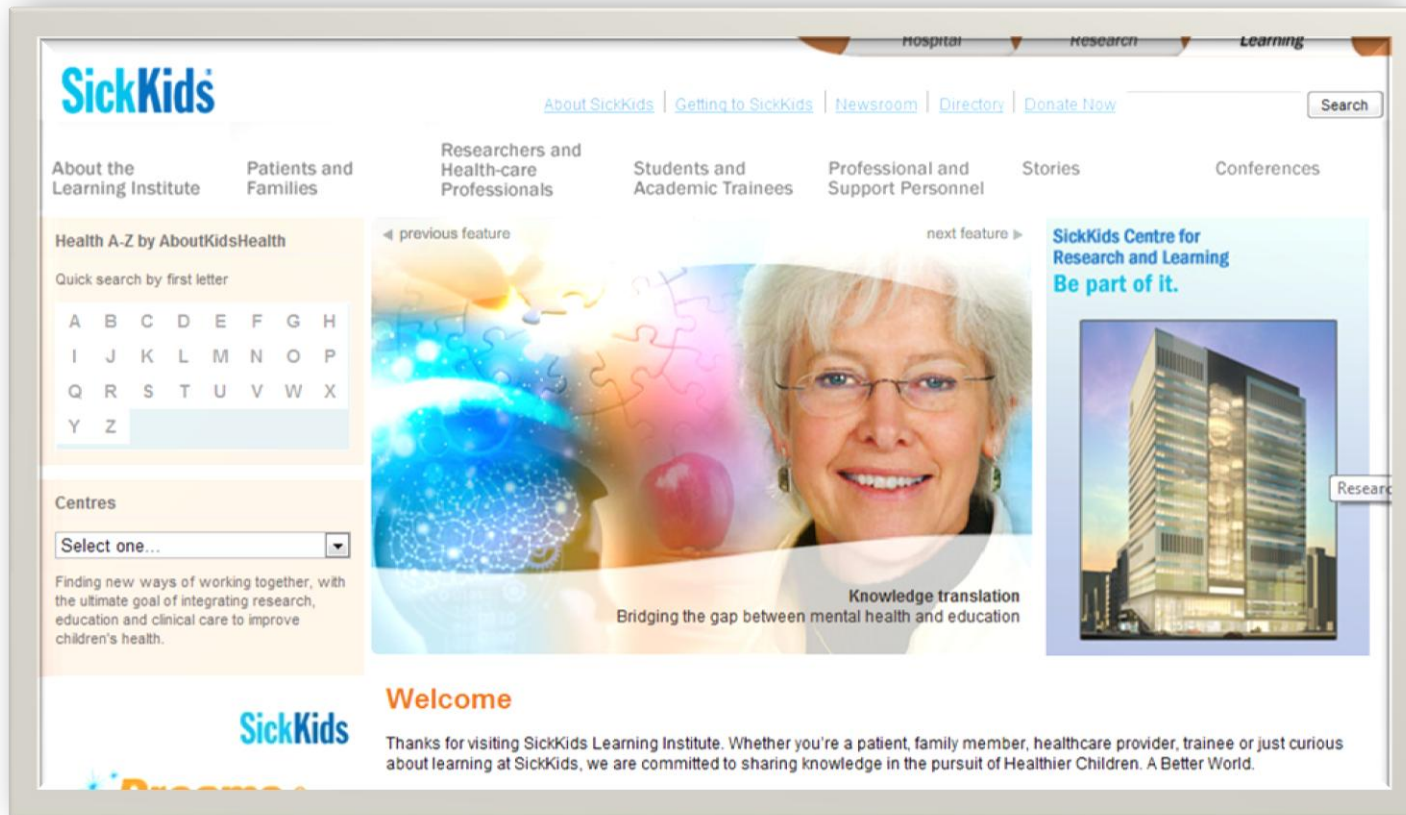 Hospital
Research
Learning
SickKids
About SickKids
Getting to SickKids
Newsroom
Directory
Donate Now
Search
About the
Learning Institute
Patients and
Families
Researchers and
Health-care
Professionals
Students and
Academic Trainees
Professional and
Support Personnel
Stories
Conferences
Health A-Z by AboutKidsHealth
Quick search by first letter
A B C D E F G H
I J K L M N O P
Q R S T U V W X
Y Z
Centres
Select one...
Finding new ways of working together, with
the ultimate goal of integrating research,
education and clinical care to improve
children's health.
SickKids
◀ previous feature
next feature ▶
Knowledge translation
Bridging the gap between mental health and education
SickKids Centre for
Research and Learning
Be part of it.
Researc
Welcome
Thanks for visiting SickKids Learning Institute. Whether you're a patient, family member, healthcare provider, trainee or just curious
about learning at SickKids, we are committed to sharing knowledge in the pursuit of Healthier Children. A Better World.